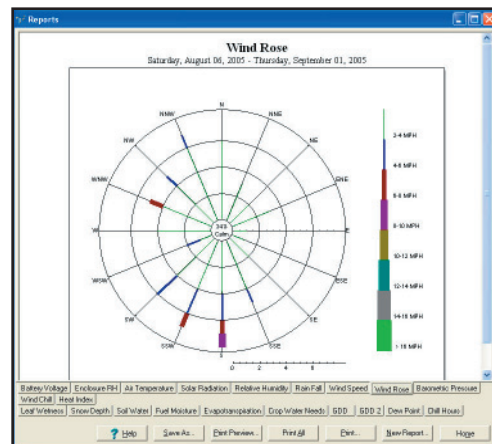 Reports
Wind Rose
Saturday, August 06, 2005 - Thursday, September 01, 2005
N
NNW
NNE
NW
NE
WNW
ENE
W
E
WSW
ESE
SW
SE
SSW
SSE
S
Calm
2-4 MPH
4-6 MPH
6-8 MPH
8-10 MPH
10-12 MPH
12-14 MPH
14-16 MPH
0 2 4 6
Battery Voltage Enclosure RH Air Temperature Solar Radiation Relative Humidity Rain Fall Wind Speed Wind Rose Barometric Pressure
Wind Chill Heat Index
Leaf Wetness Snow Depth Soil Water Fuel Moisture Evapotranspiration Crop Water Needs GDD GDD 2 Dew Point Chill Hours
? Help Save As... Print Preview... Print All Print... New Report... Home